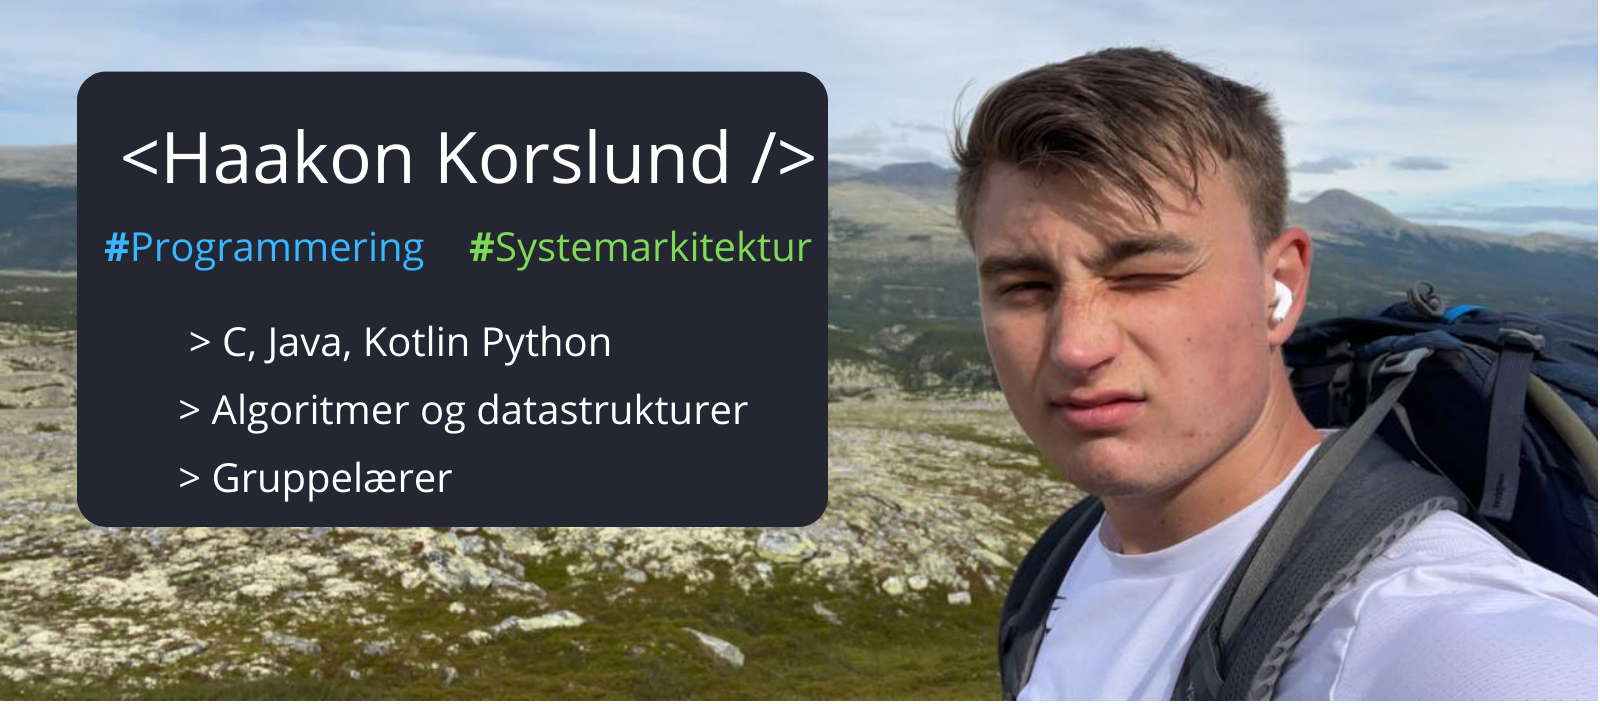 <Haakon Korslund />
#Programmering #Systemarkitektur
> C, Java, Kotlin Python
> Algoritmer og datastrukturer
> Gruppelærer